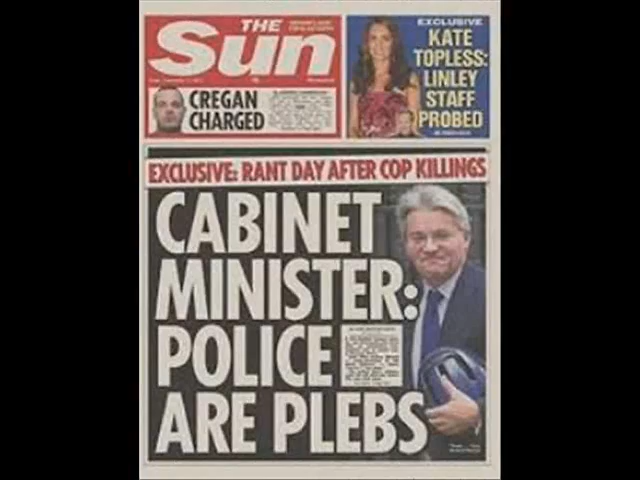 THE
Sun
EXCLUSIVE
KATE
TOPLESS:
LINLEY
STAFF
PROBED
CREGAN
CHARGED
EXCLUSIVE: RANT DAY AFTER COP KILLINGS
CABINET
MINISTER:
POLICE
ARE PLEBS